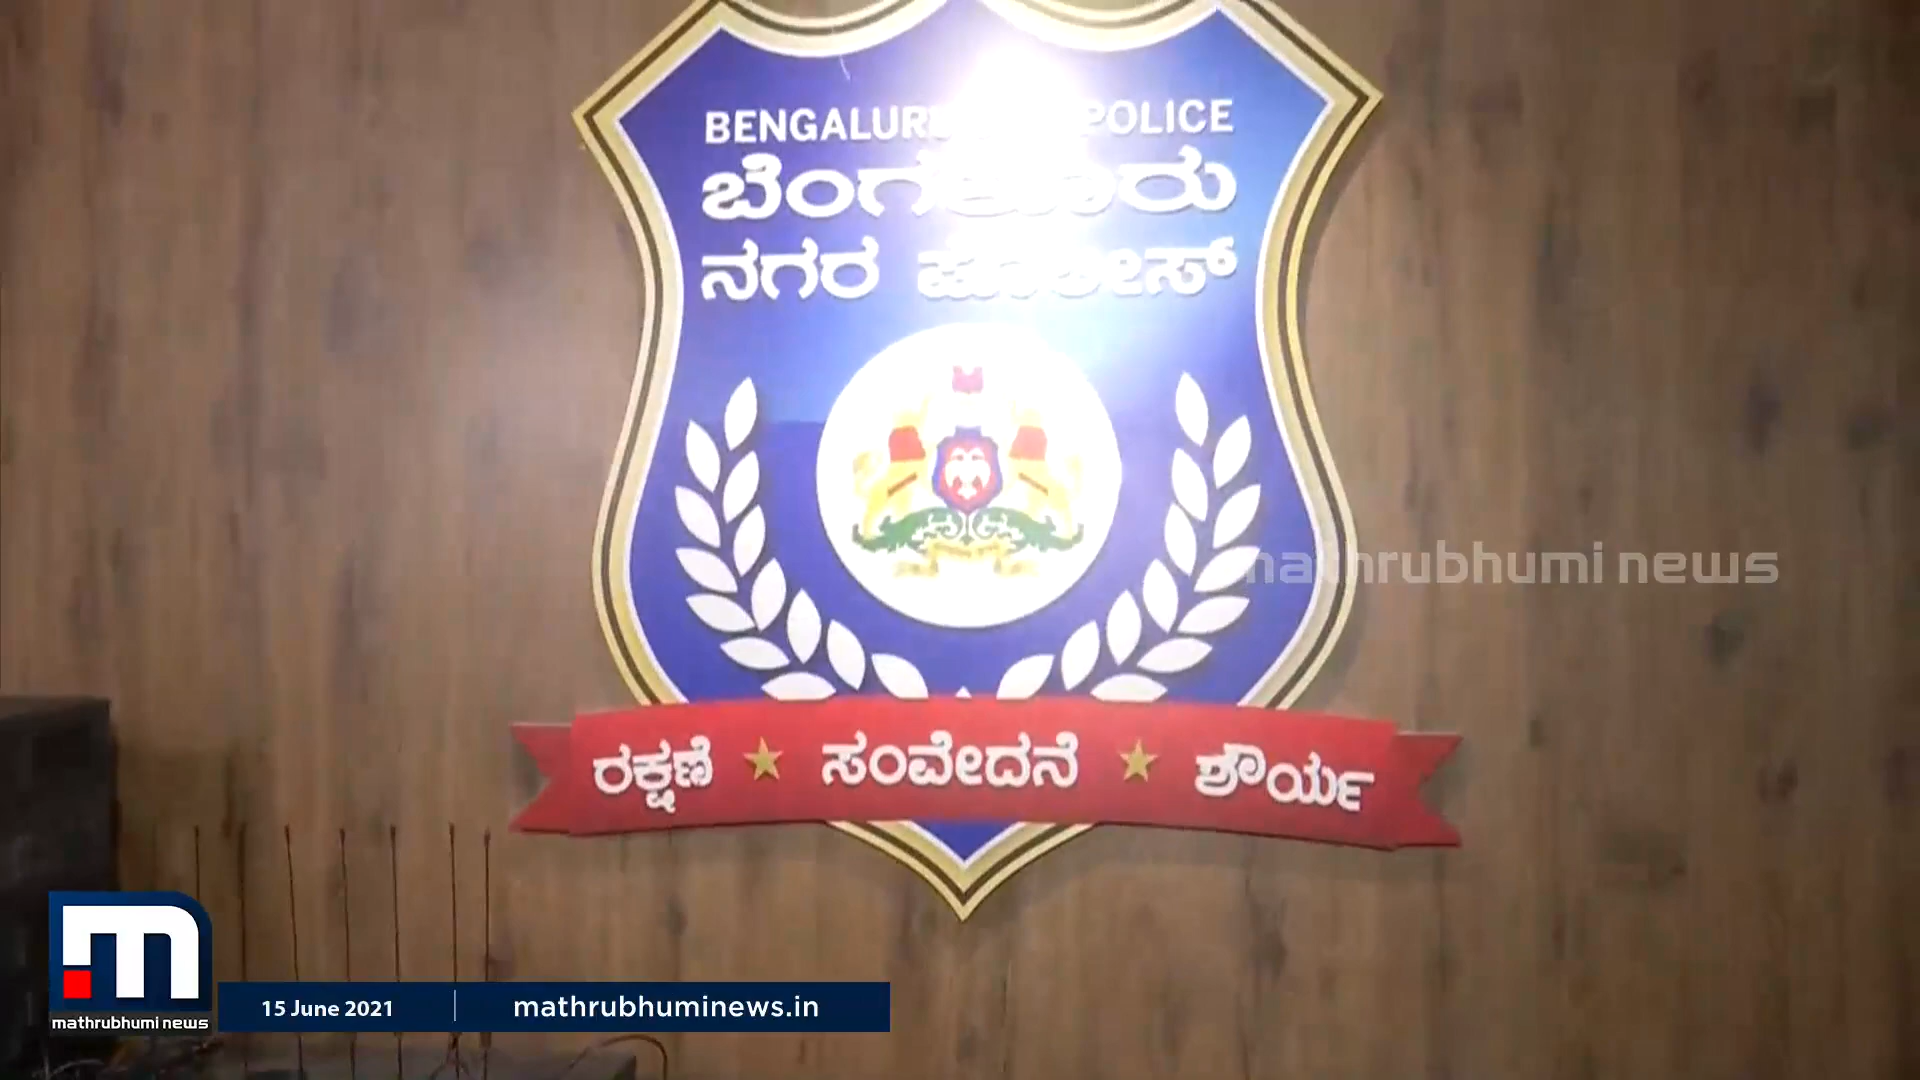 BENGALURU POLICE
ಬೆಂಗಳೂರು
ನಗರ ಪೊಲೀಸ್
ರಕ್ಷಣೆ ★ ಸಂವೇದನೆ ★ ಶೌರ್ಯ
mathrubhumi news
mathrubhumi news
15 June 2021 | mathrubhuminews.in